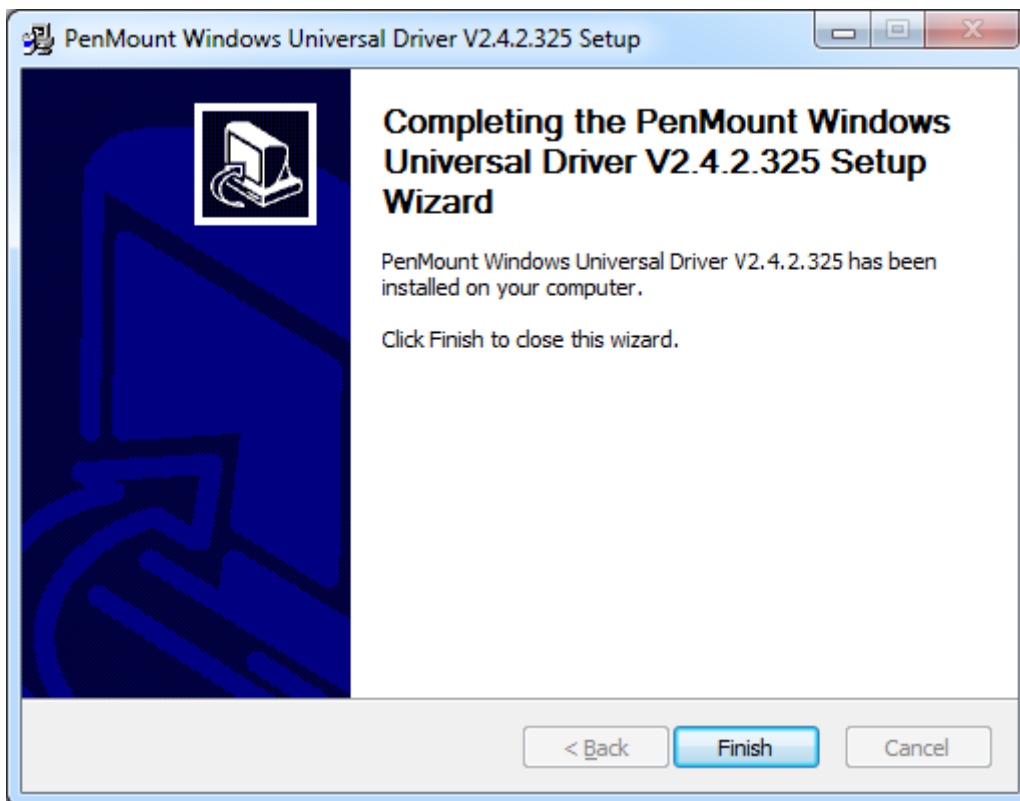 PenMount Windows Universal Driver V2.4.2.325 Setup
Completing the PenMount Windows
Universal Driver V2.4.2.325 Setup
Wizard
PenMount Windows Universal Driver V2.4.2.325 has been
installed on your computer.
Click Finish to close this wizard.
< Back
Finish
Cancel